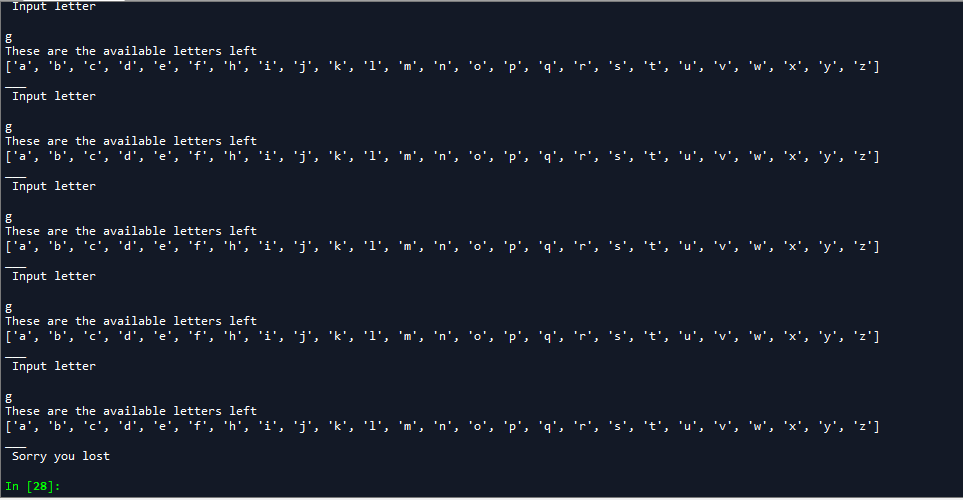 Input letter
g
These are the available letters left
['a', 'b', 'c', 'd', 'e', 'f', 'h', 'i', 'j', 'k', 'l', 'm', 'n', 'o', 'p', 'q', 'r', 's', 't', 'u', 'v', 'w', 'x', 'y', 'z']
___
Input letter
g
These are the available letters left
['a', 'b', 'c', 'd', 'e', 'f', 'h', 'i', 'j', 'k', 'l', 'm', 'n', 'o', 'p', 'q', 'r', 's', 't', 'u', 'v', 'w', 'x', 'y', 'z']
___
Input letter
g
These are the available letters left
['a', 'b', 'c', 'd', 'e', 'f', 'h', 'i', 'j', 'k', 'l', 'm', 'n', 'o', 'p', 'q', 'r', 's', 't', 'u', 'v', 'w', 'x', 'y', 'z']
___
Input letter
g
These are the available letters left
['a', 'b', 'c', 'd', 'e', 'f', 'h', 'i', 'j', 'k', 'l', 'm', 'n', 'o', 'p', 'q', 'r', 's', 't', 'u', 'v', 'w', 'x', 'y', 'z']
___
Input letter
g
These are the available letters left
['a', 'b', 'c', 'd', 'e', 'f', 'h', 'i', 'j', 'k', 'l', 'm', 'n', 'o', 'p', 'q', 'r', 's', 't', 'u', 'v', 'w', 'x', 'y', 'z']
___
Sorry you lost
In [28]: